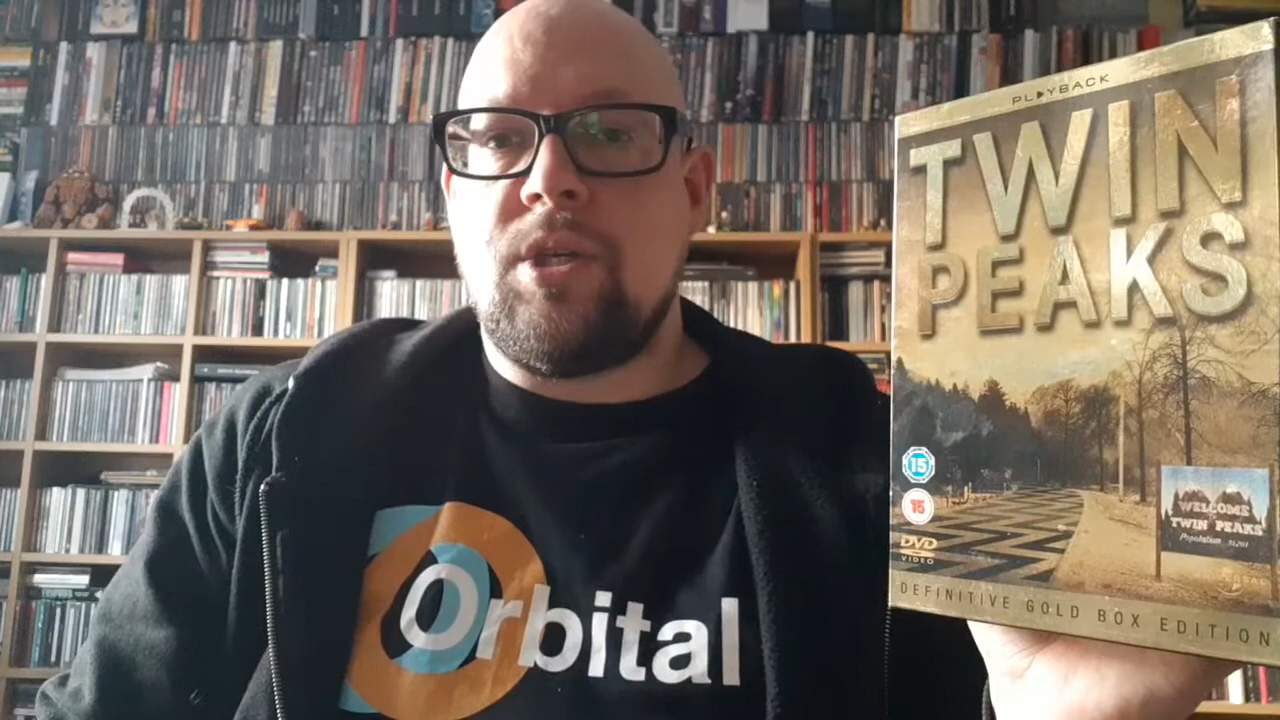 PLAYBACK
TWIN
PEAKS
15
15
WELCOME
TWIN PEAKS
Population
DVD
VIDEO
DEFINITIVE GOLD BOX EDITION
Orbital